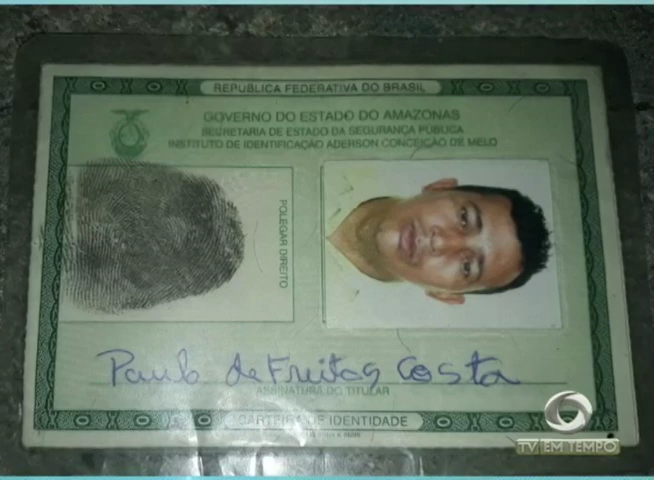 REPÚBLICA FEDERATIVA DO BRASIL
GOVERNO DO ESTADO DO AMAZONAS
SECRETARIA DE ESTADO DA SEGURANÇA PÚBLICA
INSTITUTO DE IDENTIFICAÇÃO ADERSON CONCEIÇÃO DE MELO
POLEGAR DIREITO
Paulo de Freitas Costa
ASSINATURA DO TITULAR
CARTEIRA DE IDENTIDADE
TV EM TEMPO